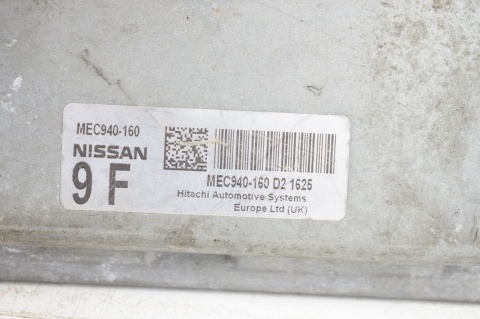 MEC940-160
NISSAN
9 F
MEC940-160 D2 1625
Hitachi Automotive Systems
Europe Ltd (UK)